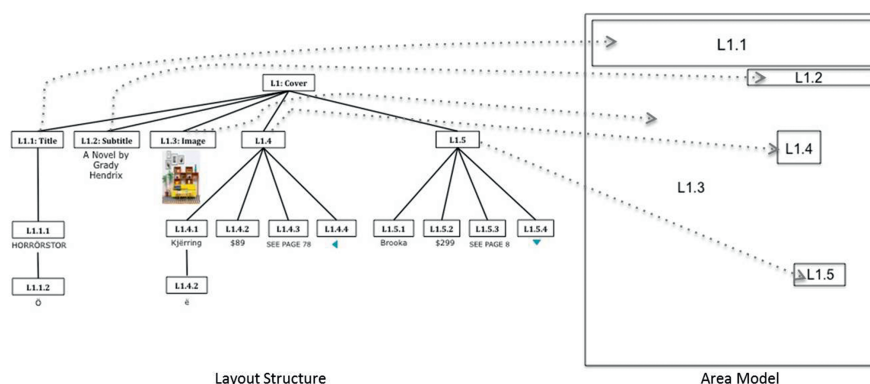 L1: Cover
L1.1: Title
L1.2: Subtitle
L1.3: Image
L1.4
L1.5
A Novel by
Grady
Hendrix
L1.1.1
HORRÖRSTOR
L1.4.1
Kjërring
L1.4.2
$89
L1.4.3
SEE PAGE 78
L1.4.4
L1.5.1
Brooka
L1.5.2
$299
L1.5.3
SEE PAGE 8
L1.5.4
L1.1.2
Ö
L1.4.2
ë
Layout Structure
L1.1
L1.2
L1.4
L1.3
L1.5
Area Model